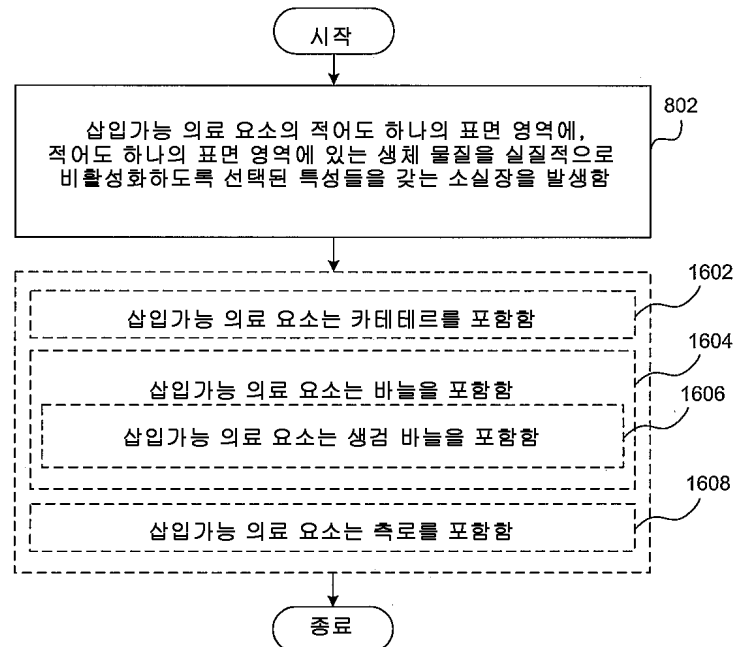 시작
802
삽입가능 의료 요소의 적어도 하나의 표면 영역에,
적어도 하나의 표면 영역에 있는 생체 물질을 실질적으로
비활성화하도록 선택된 특성들을 갖는 소실장을 발생함
1602
삽입가능 의료 요소는 카테테르를 포함함
1604
삽입가능 의료 요소는 바늘을 포함함
1606
삽입가능 의료 요소는 생검 바늘을 포함함
1608
삽입가능 의료 요소는 측로를 포함함
종료